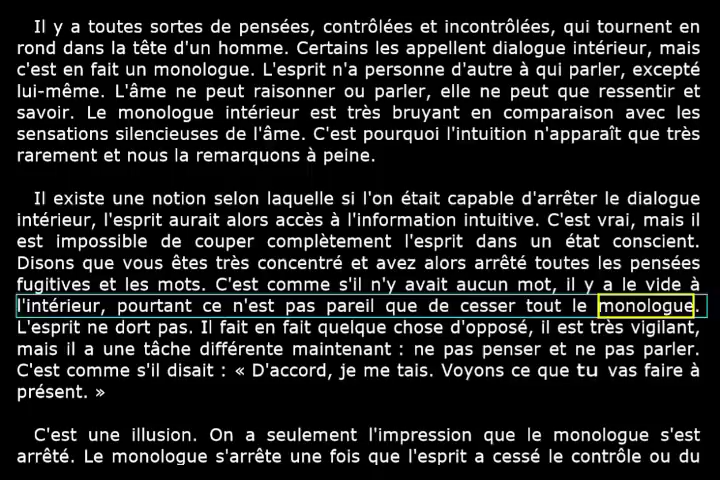 Il y a toutes sortes de pensées, contrôlées et incontrôlées, qui tournent en
rond dans la tête d'un homme. Certains les appellent dialogue intérieur, mais
c'est en fait un monologue. L'esprit n'a personne d'autre à qui parler, excepté
lui-même. L'âme ne peut raisonner ou parler, elle ne peut que ressentir et
savoir. Le monologue intérieur est très bruyant en comparaison avec les
sensations silencieuses de l'âme. C'est pourquoi l'intuition n'apparaît que très
rarement et nous la remarquons à peine.
Il existe une notion selon laquelle si l'on était capable d'arrêter le dialogue
intérieur, l'esprit aurait alors accès à l'information intuitive. C'est vrai, mais il
est impossible de couper complètement l'esprit dans un état conscient.
Disons que vous êtes très concentré et avez alors arrêté toutes les pensées
fugitives et les mots. C'est comme s'il n'y avait aucun mot, il y a le vide à
l'intérieur, pourtant ce n'est pas pareil que de cesser tout le monologue.
L'esprit ne dort pas. Il fait en fait quelque chose d'opposé, il est très vigilant,
mais il a une tâche différente maintenant : ne pas penser et ne pas parler.
C'est comme s'il disait : « D'accord, je me tais. Voyons ce que tu vas faire à
présent. »
C'est une illusion. On a seulement l'impression que le monologue s'est
arrêté. Le monologue s'arrête une fois que l'esprit a cessé le contrôle ou du